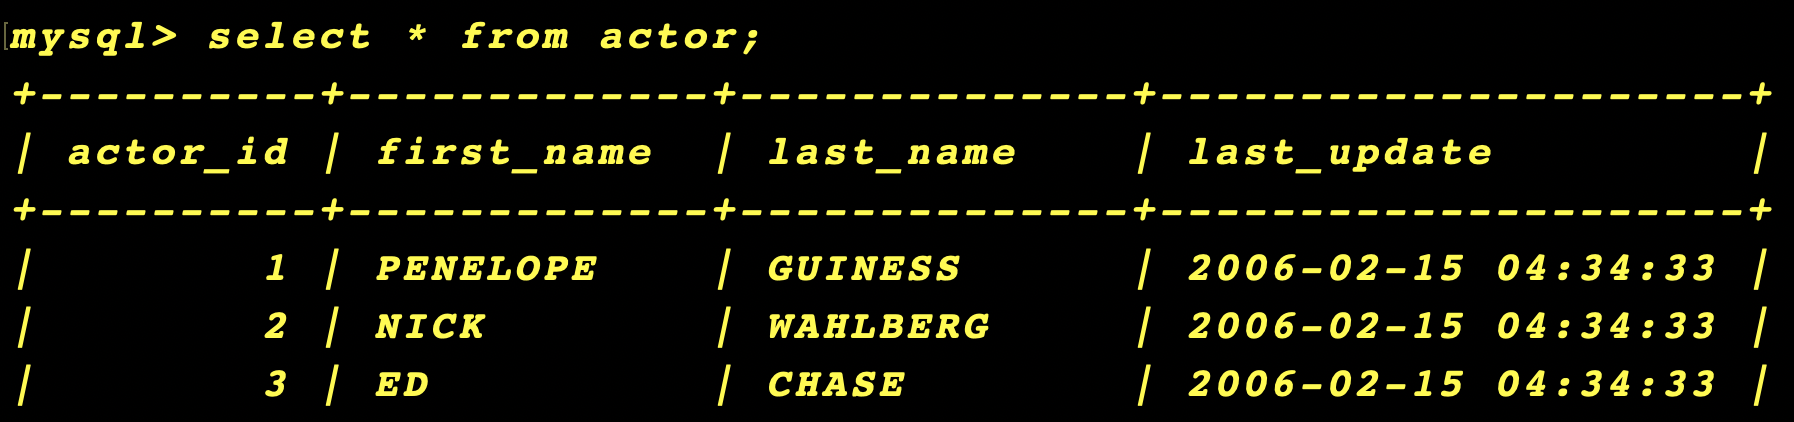 mysql> select * from actor;
+----------+-------------+--------------+---------------------+
| actor_id | first_name  | last_name    | last_update         |
+----------+-------------+--------------+---------------------+
|        1 | PENELOPE    | GUINESS      | 2006-02-15 04:34:33 |
|        2 | NICK        | WAHLBERG     | 2006-02-15 04:34:33 |
|        3 | ED          | CHASE        | 2006-02-15 04:34:33 |